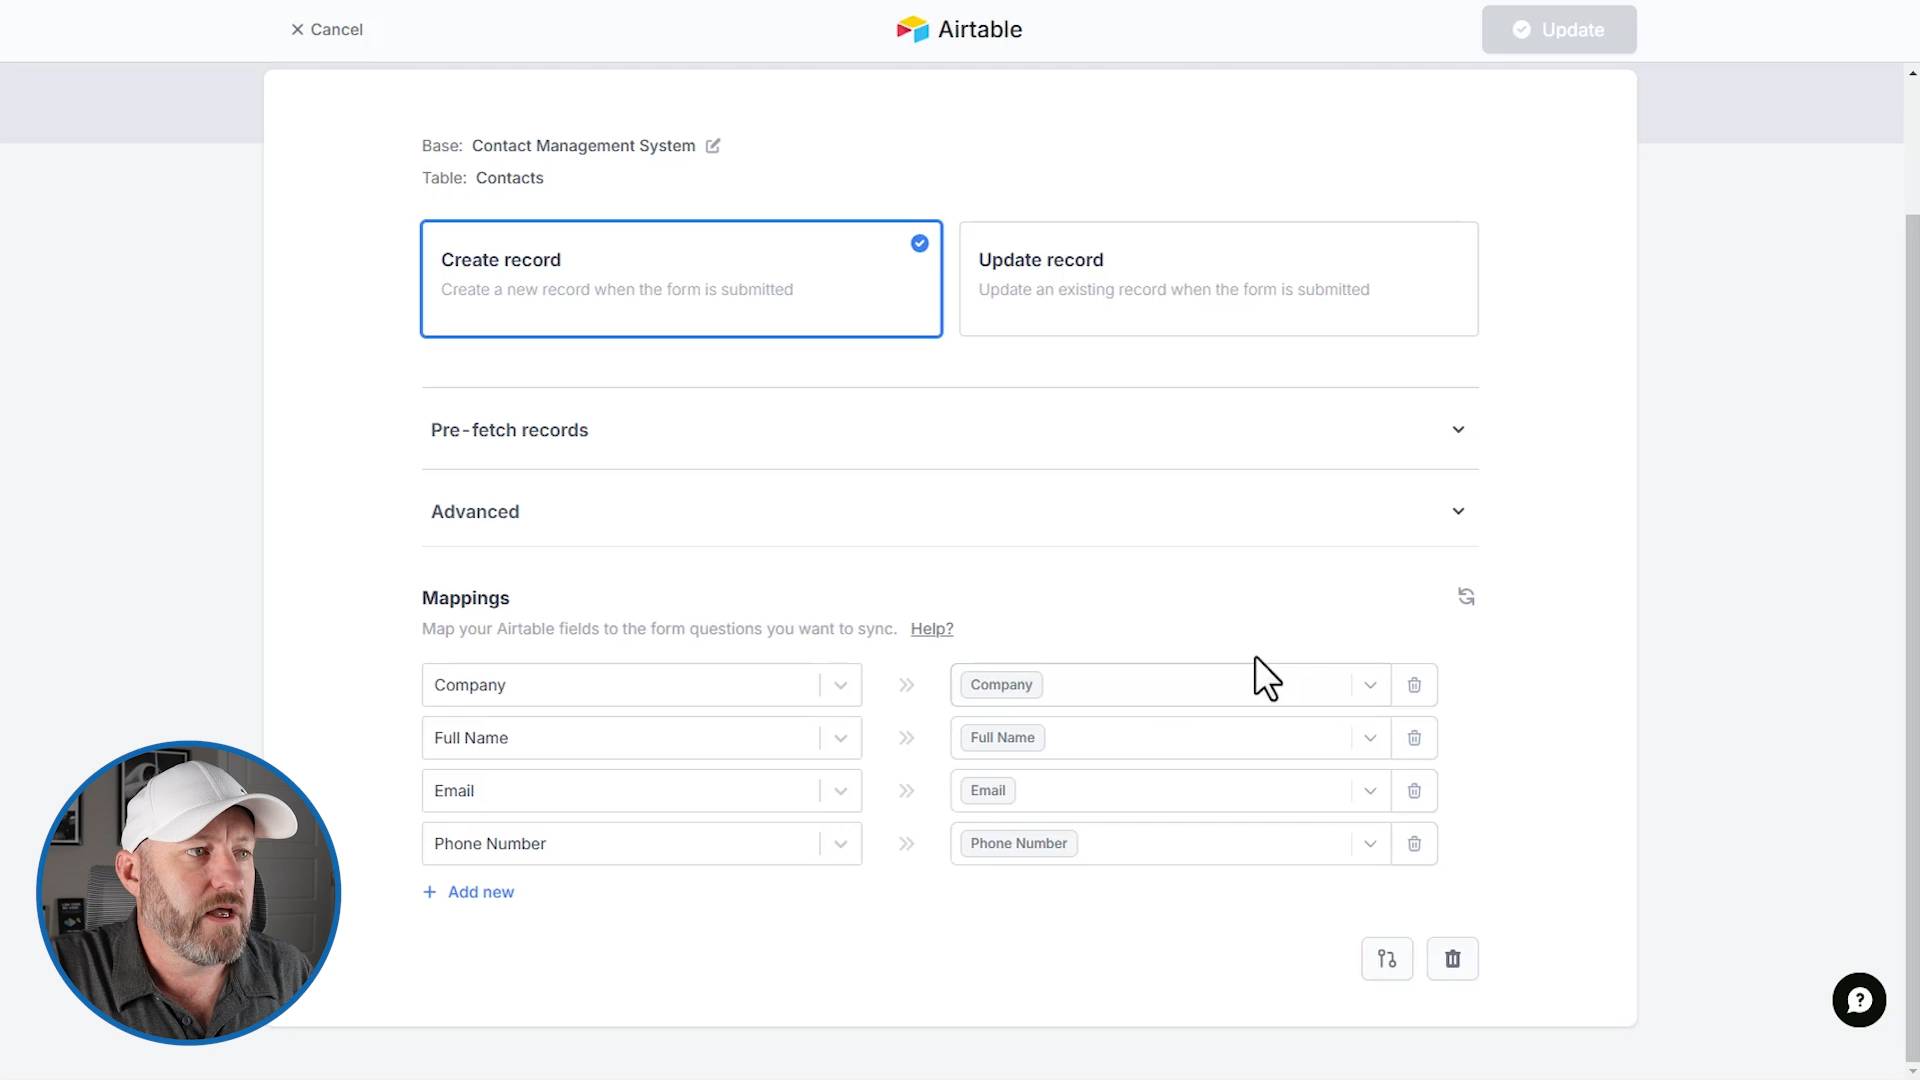 Cancel
Airtable
Update
Base: Contact Management System
Table: Contacts
Create record
Create a new record when the form is submitted
Update record
Update an existing record when the form is submitted
Pre-fetch records
Advanced
Mappings
Map your Airtable fields to the form questions you want to sync. Help?
Company
Company
Full Name
Full Name
Email
Email
Phone Number
Phone Number
+ Add new